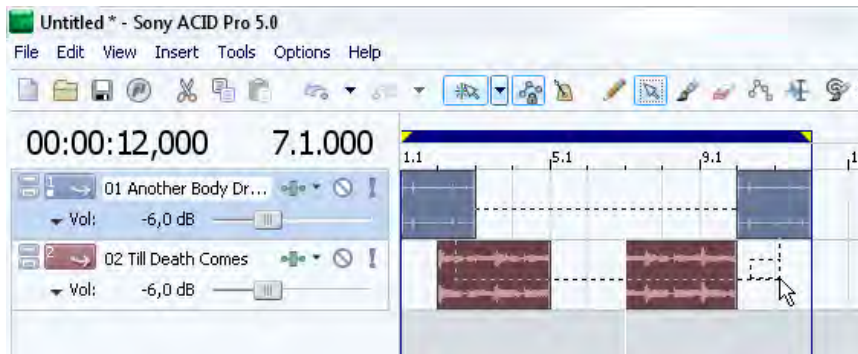 Untitled * - Sony ACID Pro 5.0
File Edit View Insert Tools Options Help
00:00:12,000 7.1.000
1.1 5.1 9.1 1
1 01 Another Body Dr...
Vol: -6,0 dB
2 02 Till Death Comes
Vol: -6,0 dB